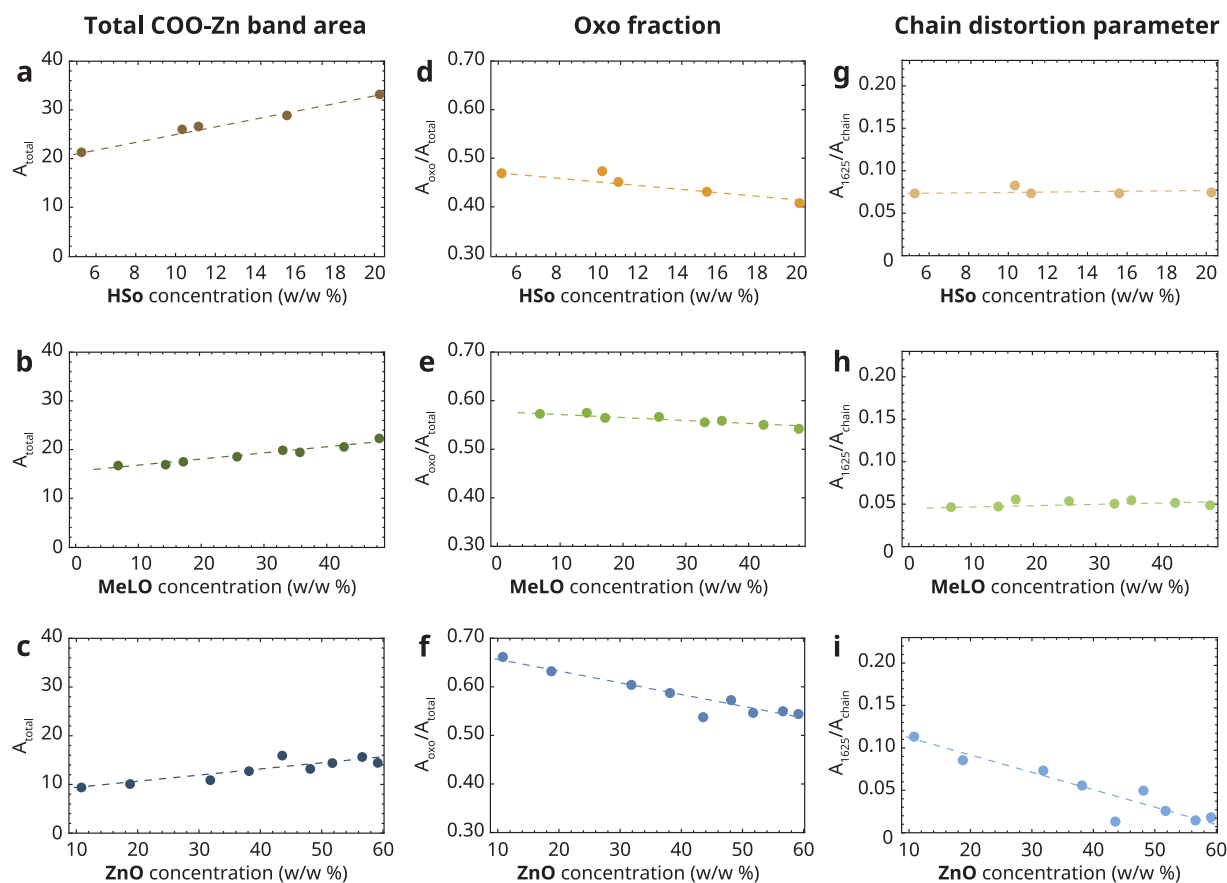 Total COO-Zn band area
Oxo fraction
Chain distortion parameter
a
40
30
20
10
0
A_total
6 8 10 12 14 16 18 20
HSo concentration (w/w %)
d
0.70
0.60
0.50
0.40
0.30
A_oxo/A_total
6 8 10 12 14 16 18 20
HSo concentration (w/w %)
g
0.20
0.15
0.10
0.05
0
A_1625/A_chain
6 8 10 12 14 16 18 20
HSo concentration (w/w %)
b
40
30
20
10
0
A_total
0 10 20 30 40
MeLO concentration (w/w %)
e
0.70
0.60
0.50
0.40
0.30
A_oxo/A_total
0 10 20 30 40
MeLO concentration (w/w %)
h
0.20
0.15
0.10
0.05
0
A_1625/A_chain
0 10 20 30 40
MeLO concentration (w/w %)
c
40
30
20
10
0
A_total
10 20 30 40 50 60
ZnO concentration (w/w %)
f
0.70
0.60
0.50
0.40
0.30
A_oxo/A_total
10 20 30 40 50 60
ZnO concentration (w/w %)
i
0.20
0.15
0.10
0.05
0
A_1625/A_chain
10 20 30 40 50 60
ZnO concentration (w/w %)